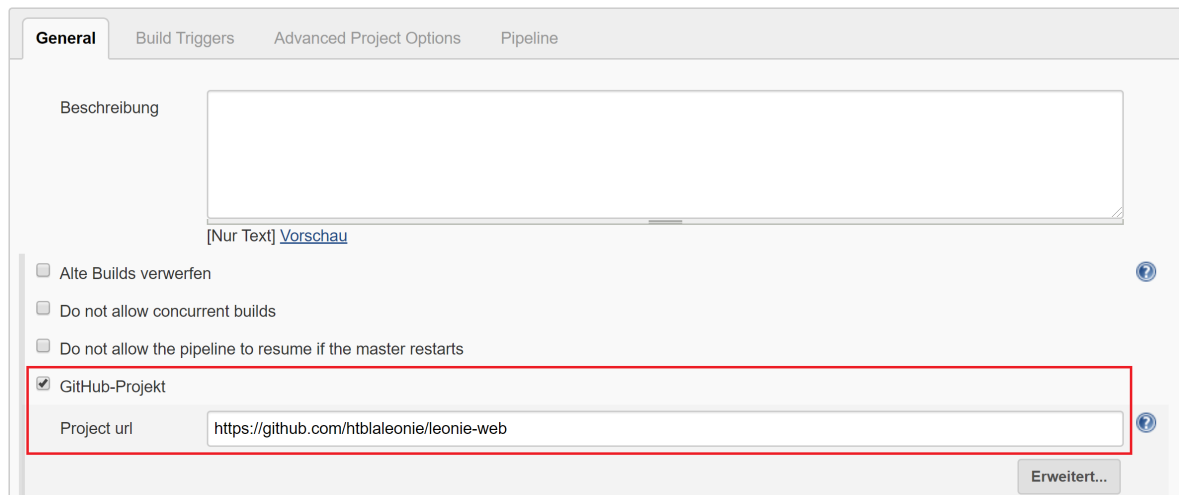 General Build Triggers Advanced Project Options Pipeline
Beschreibung
[Nur Text] Vorschau
Alte Builds verwerfen
?
Do not allow concurrent builds
Do not allow the pipeline to resume if the master restarts
GitHub-Projekt
Project url https://github.com/htblaleonie/leonie-web
?
Erweitert...